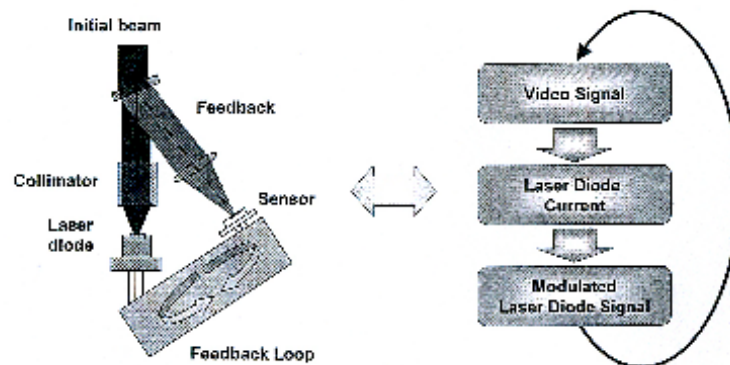 Initial beam
Feedback
Collimator
Sensor
Laser
diode
Feedback Loop
Video Signal
Laser Diode
Current
Modulated
Laser Diode Signal